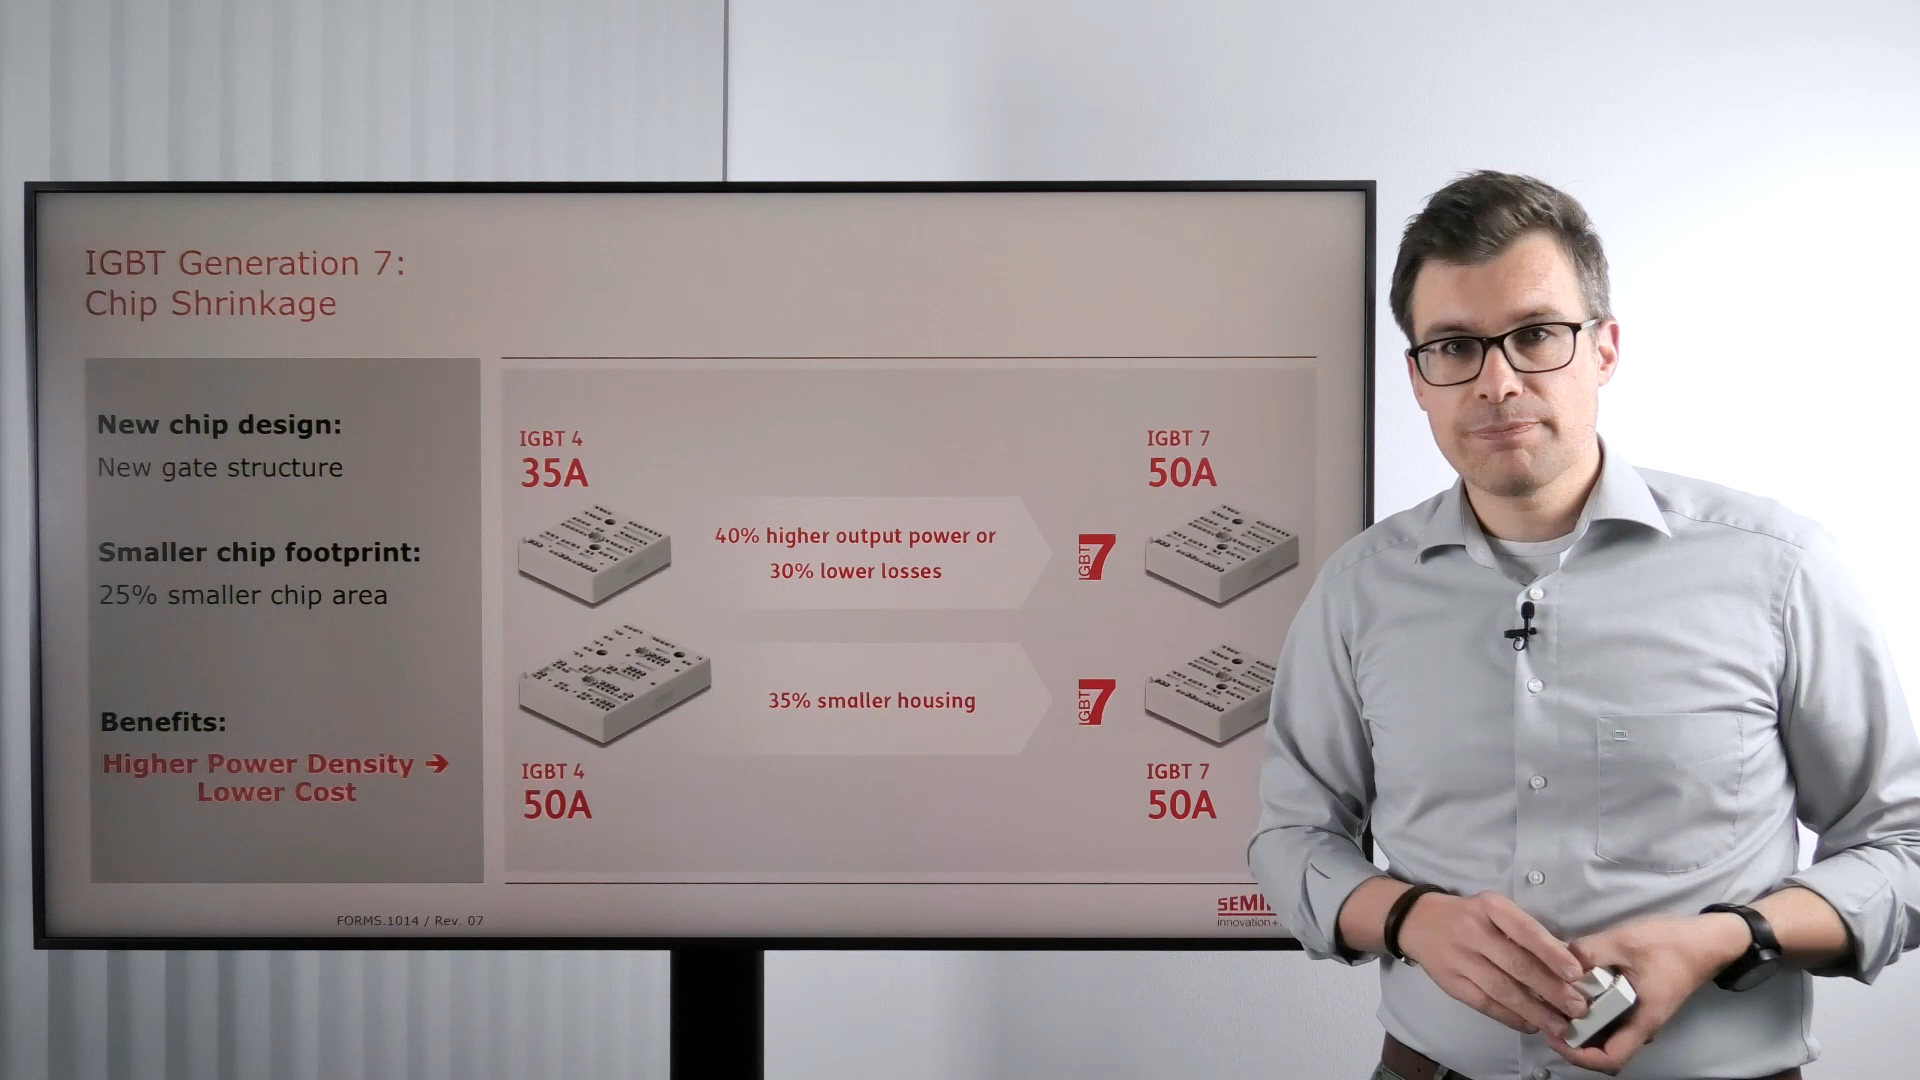 IGBT Generation 7:
Chip Shrinkage
New chip design:
New gate structure
Smaller chip footprint:
25% smaller chip area
Benefits:
Higher Power Density ➔
Lower Cost
IGBT 4
35A
40% higher output power or
30% lower losses
IGBT 7
IGBT 7
50A
35% smaller housing
IGBT 7
IGBT 4
50A
IGBT 7
50A
FORMS.1014 / Rev. 07
innovation+